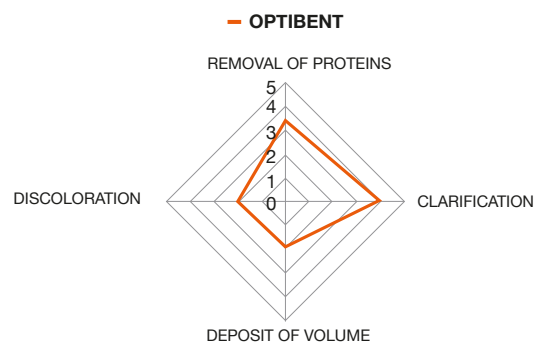 OPTIBENT
REMOVAL OF PROTEINS
5
4
3
2
1
0
DISCOLORATION
CLARIFICATION
DEPOSIT OF VOLUME